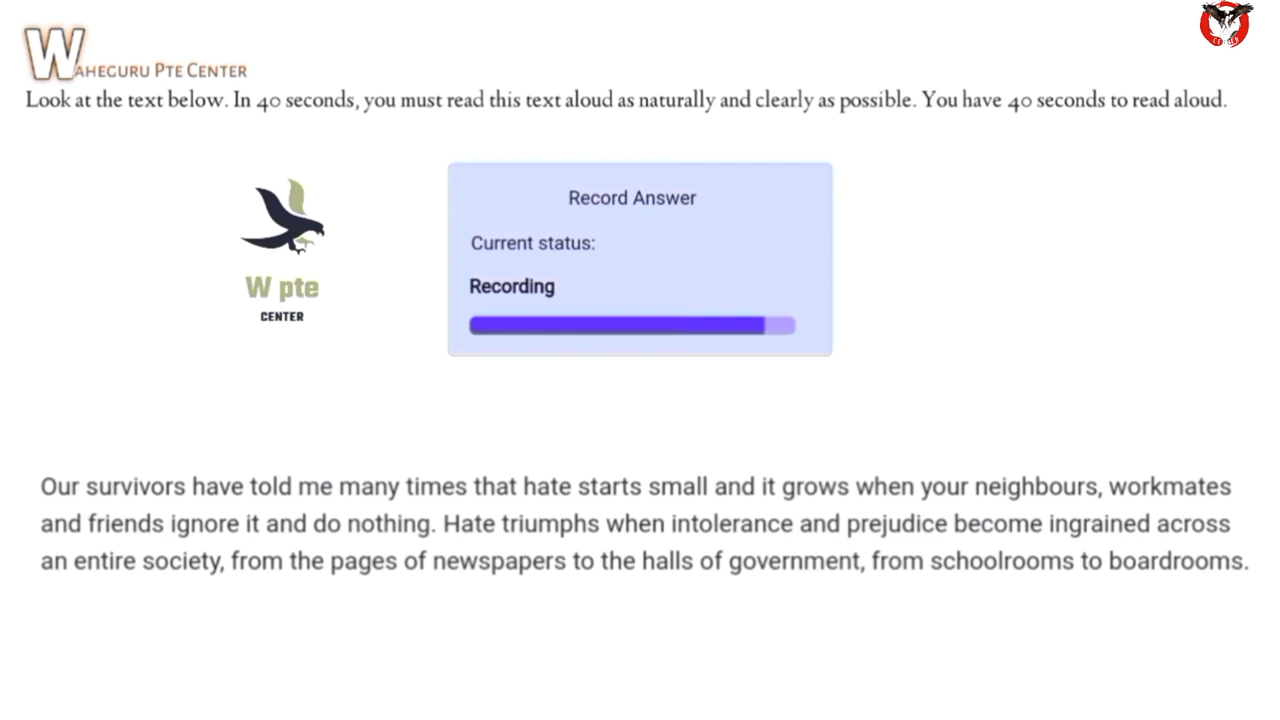 WAHEGURU PTE CENTER
Look at the text below. In 40 seconds, you must read this text aloud as naturally and clearly as possible. You have 40 seconds to read aloud.
Record Answer
Current status:
Recording
W pte
CENTER
Our survivors have told me many times that hate starts small and it grows when your neighbours, workmates
and friends ignore it and do nothing. Hate triumphs when intolerance and prejudice become ingrained across
an entire society, from the pages of newspapers to the halls of government, from schoolrooms to boardrooms.